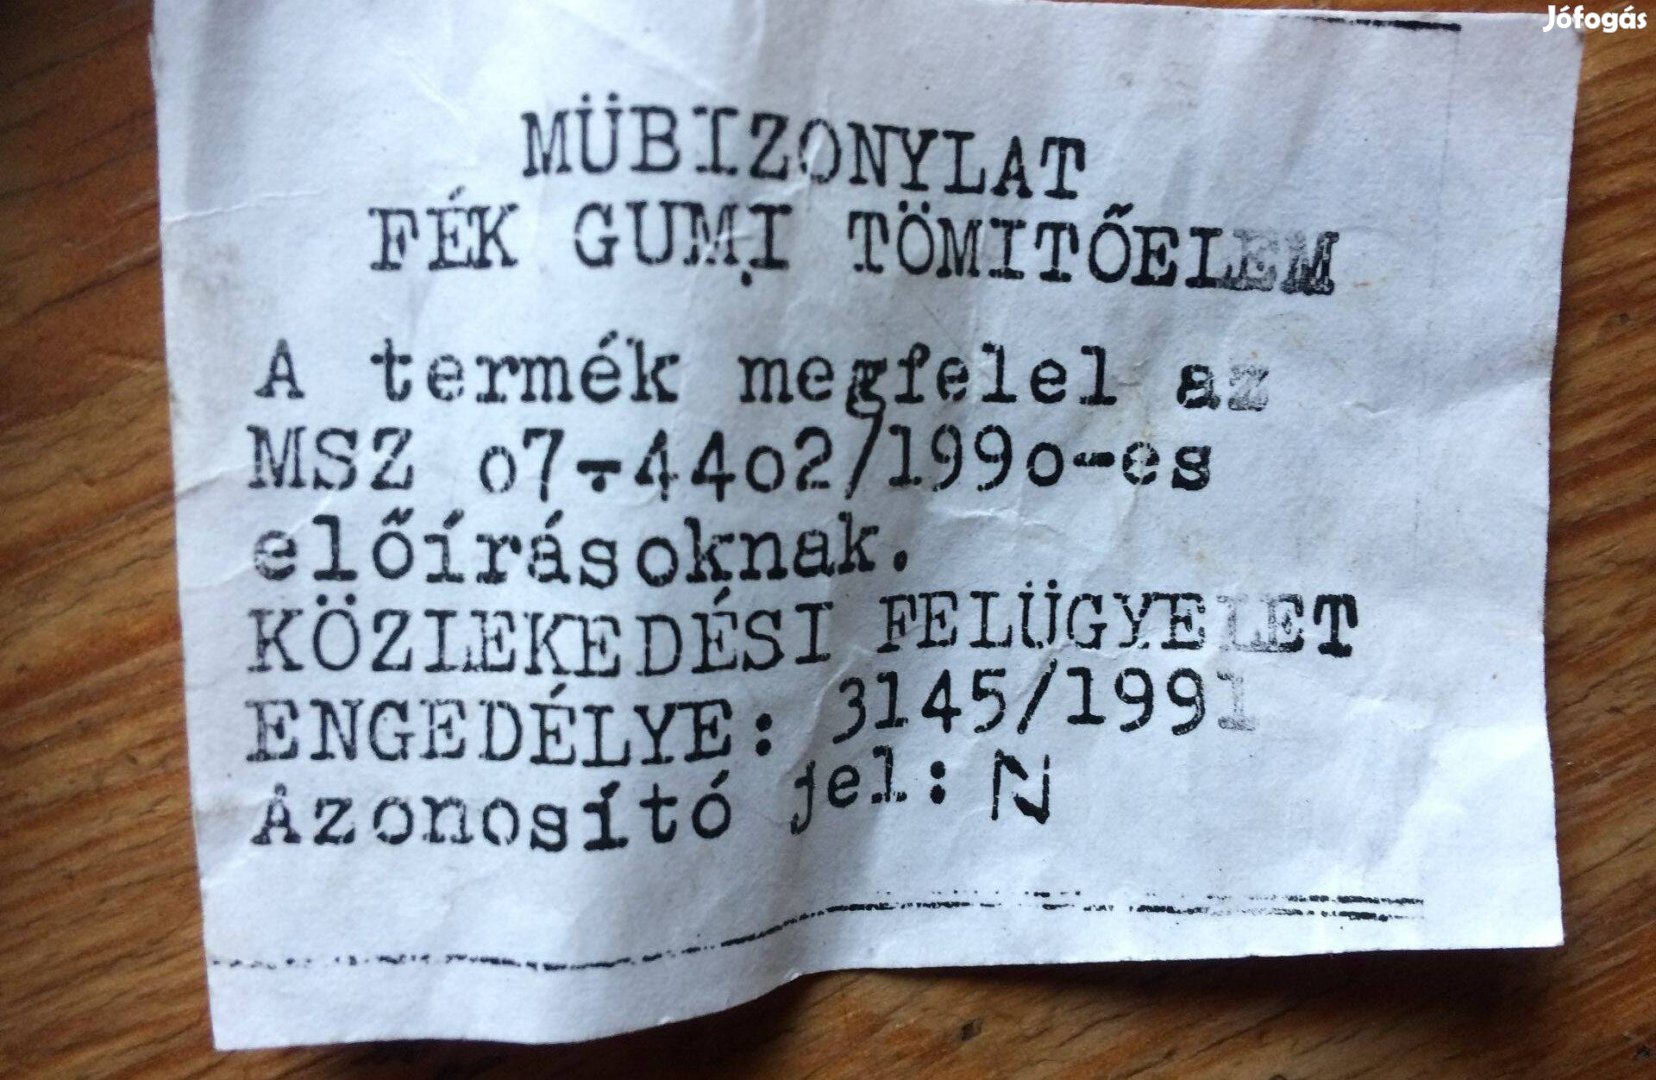 Jófogás
MÜBIZONYLAT
FÉK GUMI TÖMITŐELEM
A termék megfelel az
MSZ o7-44o2/199o-es
előírásoknak.
KÖZLEKEDÉSI FELÜGYELET
ENGEDÉLYE: 3145/1991
Azonosító jel: N